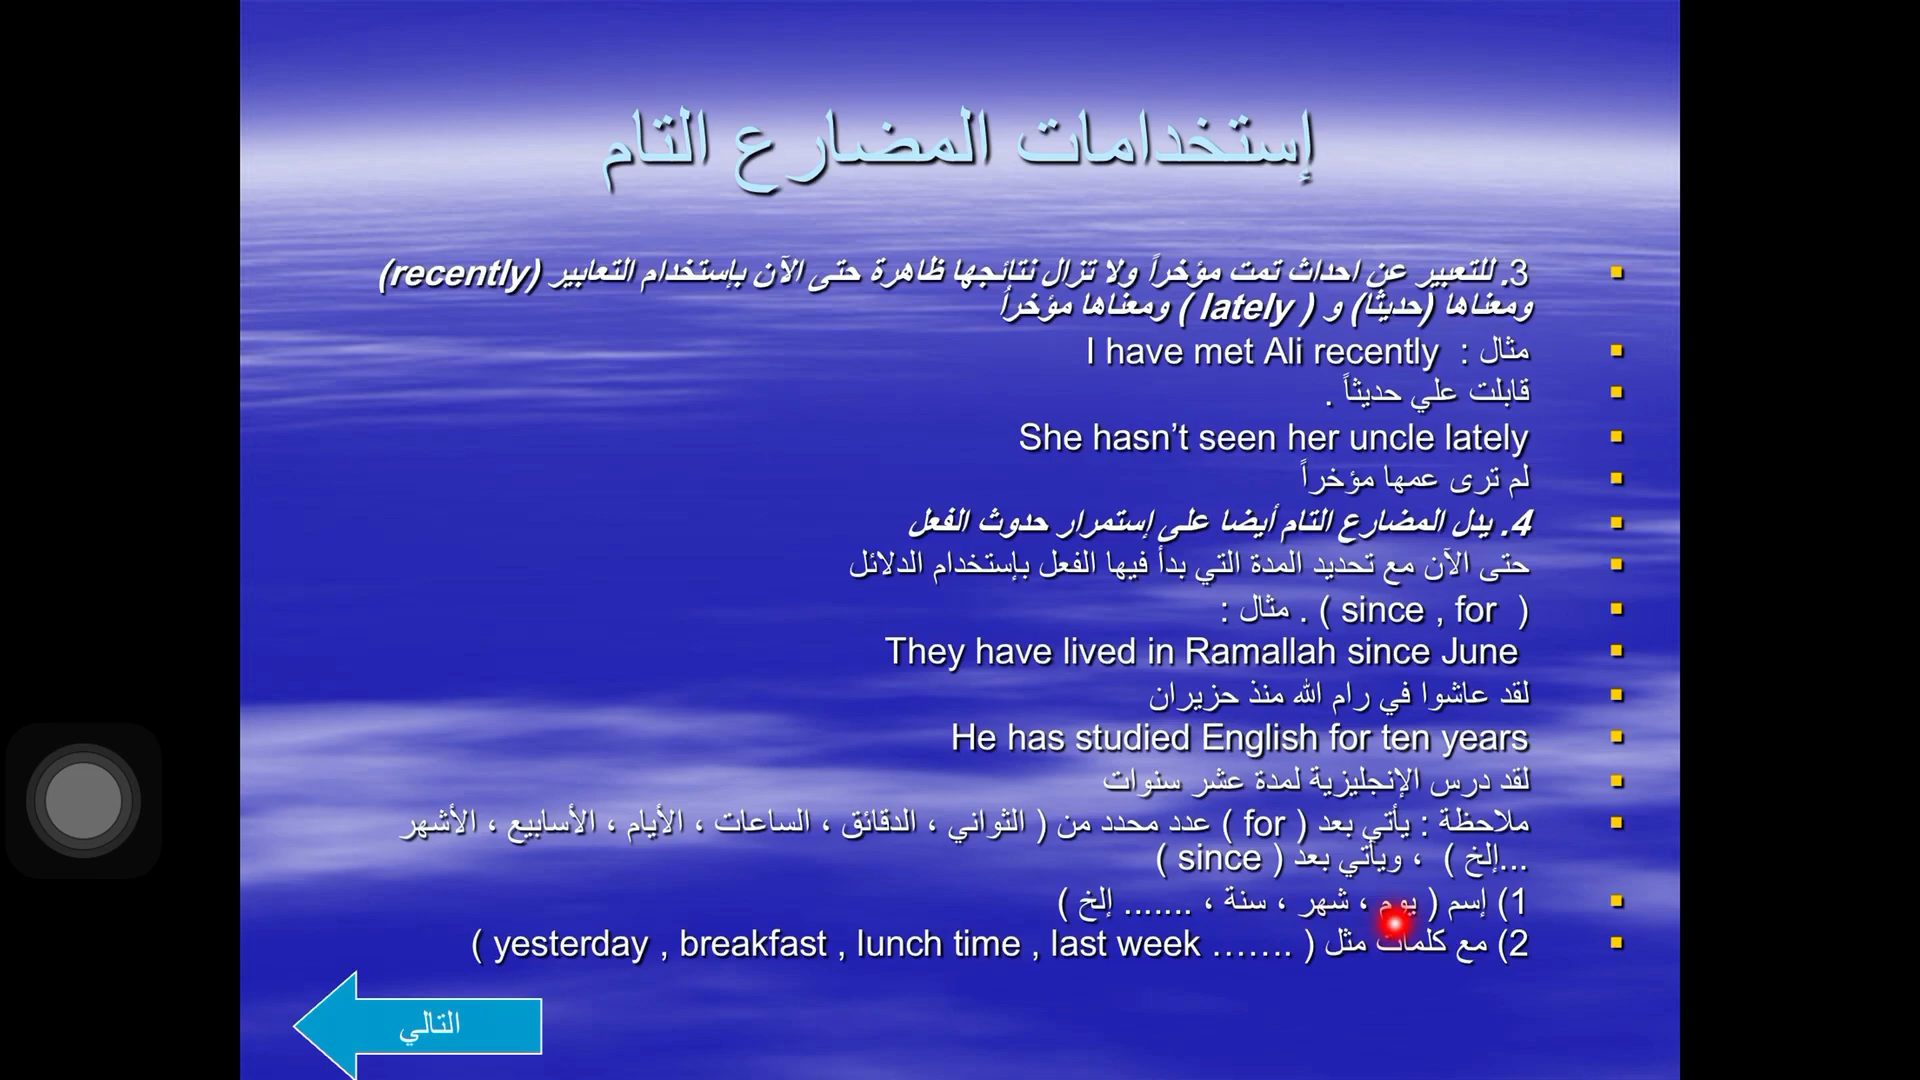 إستخدامات المضارع التام
3. للتعبير عن احداث تمت مؤخراً ولا تزال نتائجها ظاهرة حتى الآن بإستخدام التعابير (recently)
ومعناها (حديثًا) و ( lately ) ومعناها مؤخراً
مثال : I have met Ali recently
قابلت علي حديثاً .
She hasn’t seen her uncle lately
لم ترى عمها مؤخراً
4. يدل المضارع التام أيضا على إستمرار حدوث الفعل
حتى الآن مع تحديد المدة التي بدأ فيها الفعل بإستخدام الدلائل
( since , for ) . مثال :
They have lived in Ramallah since June
لقد عاشوا في رام الله منذ حزيران
He has studied English for ten years
لقد درس الإنجليزية لمدة عشر سنوات
ملاحظة : يأتي بعد ( for ) عدد محدد من ( الثواني ، الدقائق ، الساعات ، الأيام ، الأسابيع ، الأشهر
...إلخ ) ، ويأتي بعد ( since )
1) إسم ( يوم ، شهر ، سنة ، ....... إلخ )
2) مع كلمات مثل ( yesterday , breakfast , lunch time , last week ……. )
التالي